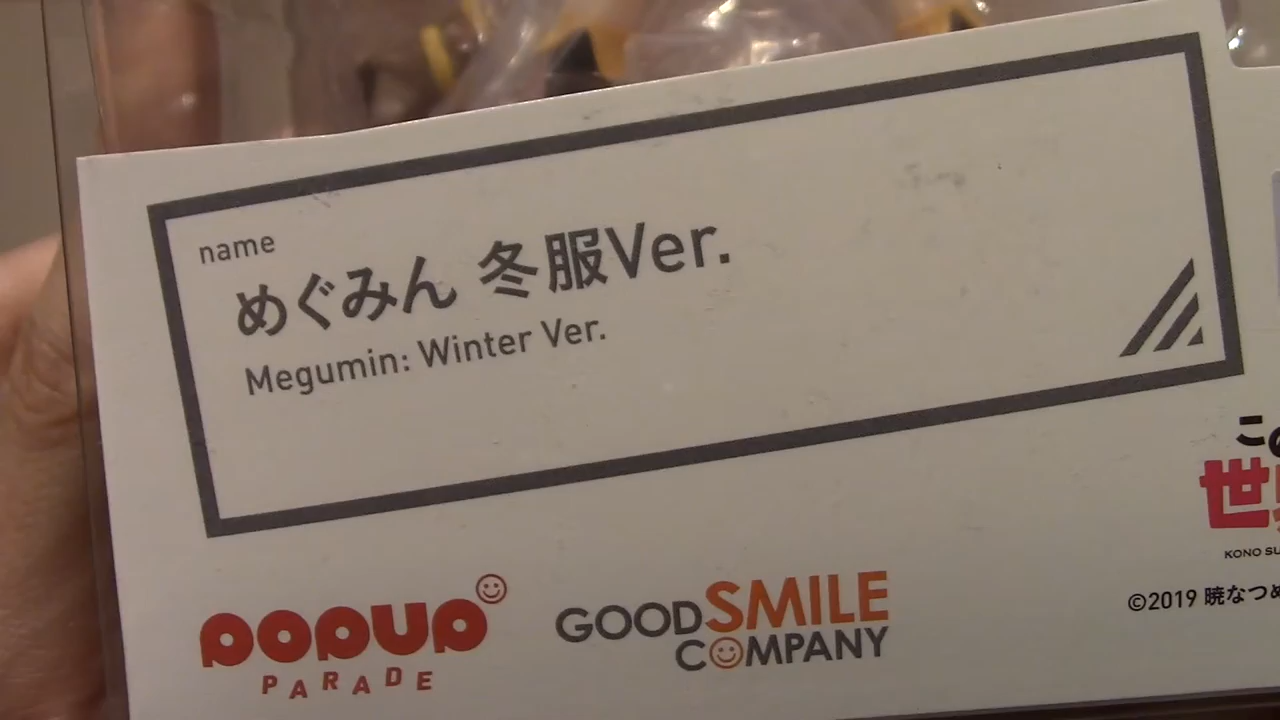 name
めぐみん 冬服Ver.
Megumin: Winter Ver.
POPUP
PARADE
GOOD SMILE
COMPANY
この
世
KONO SU
©2019 暁なつめ